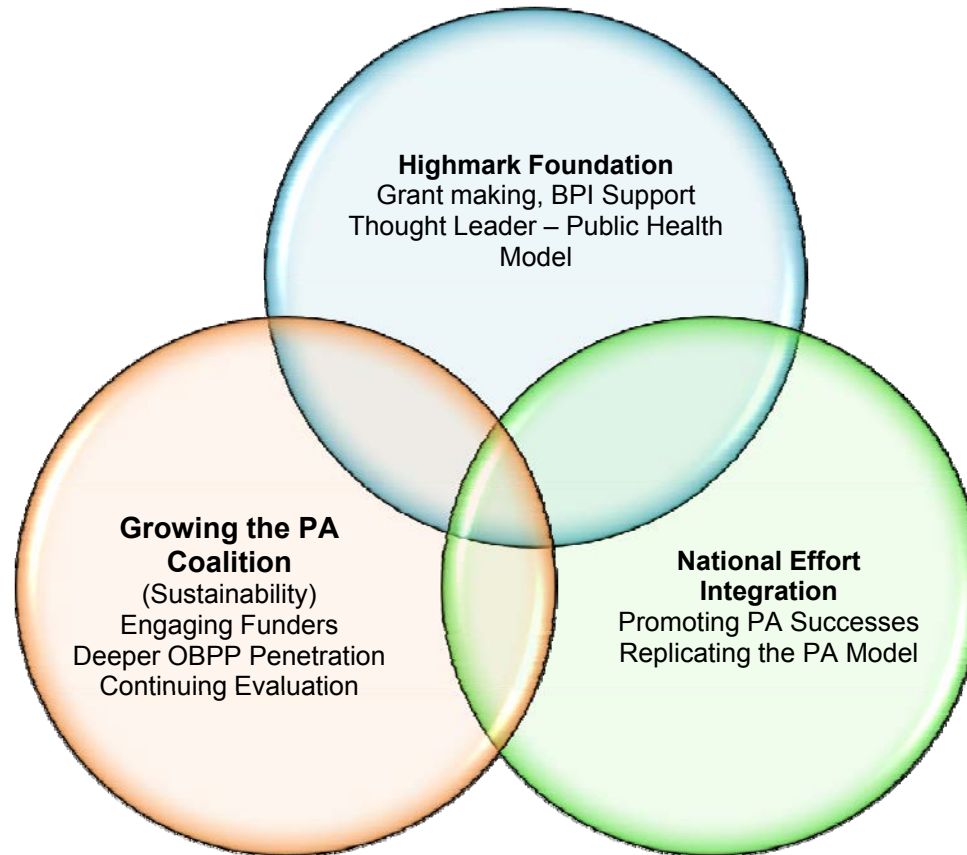 Highmark Foundation
Grant making, BPI Support
Thought Leader – Public Health
Model
Growing the PA
Coalition
(Sustainability)
Engaging Funders
Deeper OBPP Penetration
Continuing Evaluation
National Effort
Integration
Promoting PA Successes
Replicating the PA Model